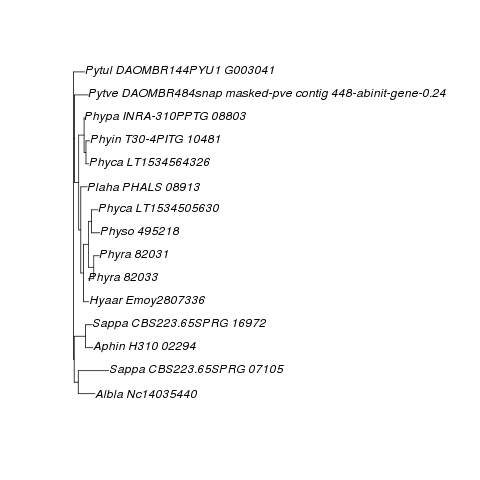 Pytul DAOMBR144PYU1 G003041
Pytve DAOMBR484snap masked-pve contig 448-abinit-gene-0.24
Phypa INRA-310PPTG 08803
Phyin T30-4PITG 10481
Phyca LT1534564326
Plaha PHALS 08913
Phyca LT1534505630
Physo 495218
Phyra 82031
Phyra 82033
Hyaar Emoy2807336
Sappa CBS223.65SPRG 16972
Aphin H310 02294
Sappa CBS223.65SPRG 07105
Albla Nc14035440